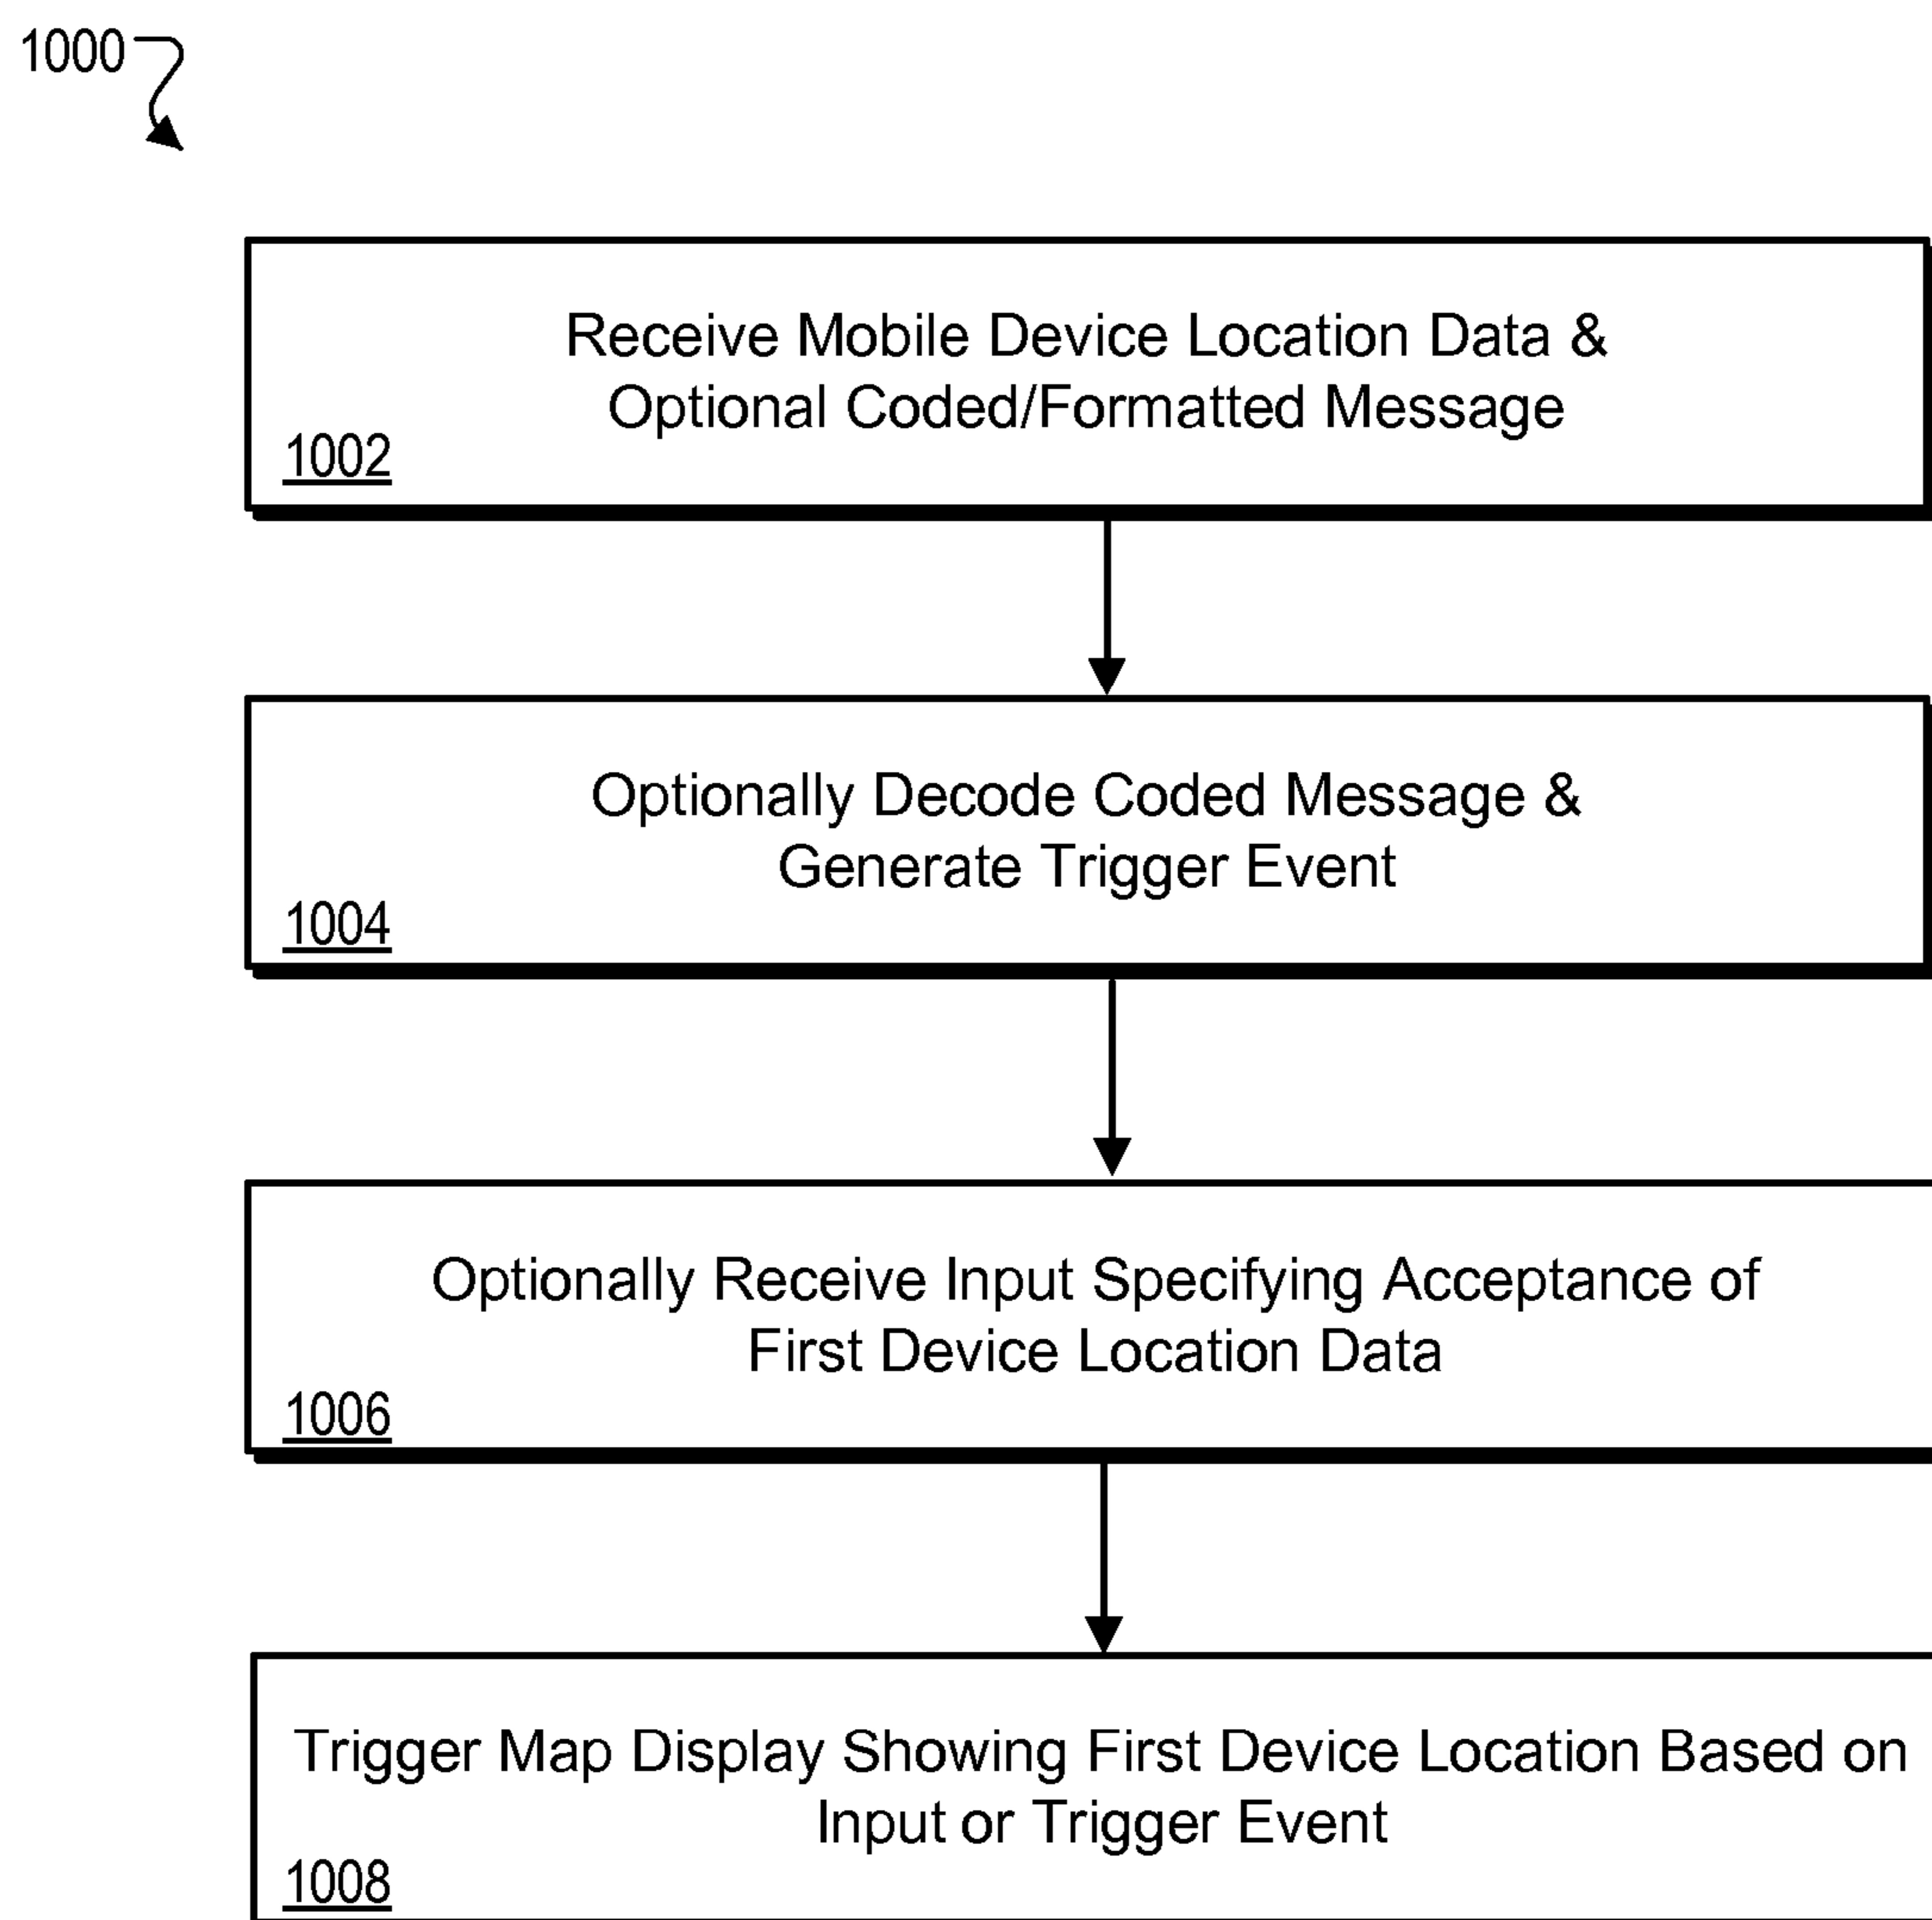 1000
Receive Mobile Device Location Data &
Optional Coded/Formatted Message
1002
Optionally Decode Coded Message &
Generate Trigger Event
1004
Optionally Receive Input Specifying Acceptance of
First Device Location Data
1006
Trigger Map Display Showing First Device Location Based on
Input or Trigger Event
1008